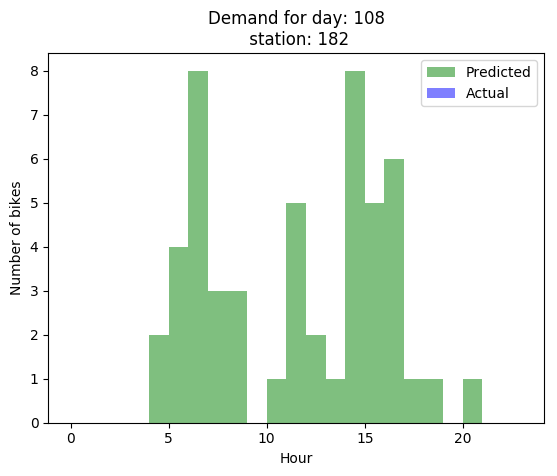 Demand for day: 108
station: 182
Predicted
Actual
Number of bikes
8
7
6
5
4
3
2
1
0
0 5 10 15 20
Hour